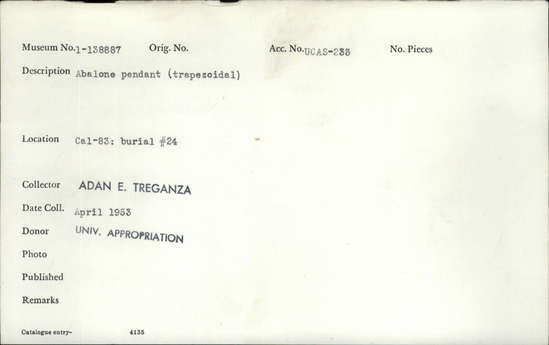 Museum No.1-138887 Orig. No. Acc. No.UCAS-233 No. Pieces
Description Abalone pendant (trapezoidal)
Location Cal-83: burial #24
Collector ADAN E. TREGANZA
Date Coll. April 1953
Donor UNIV. APPROPRIATION
Photo
Published
Remarks
Catalogue entry- 4135